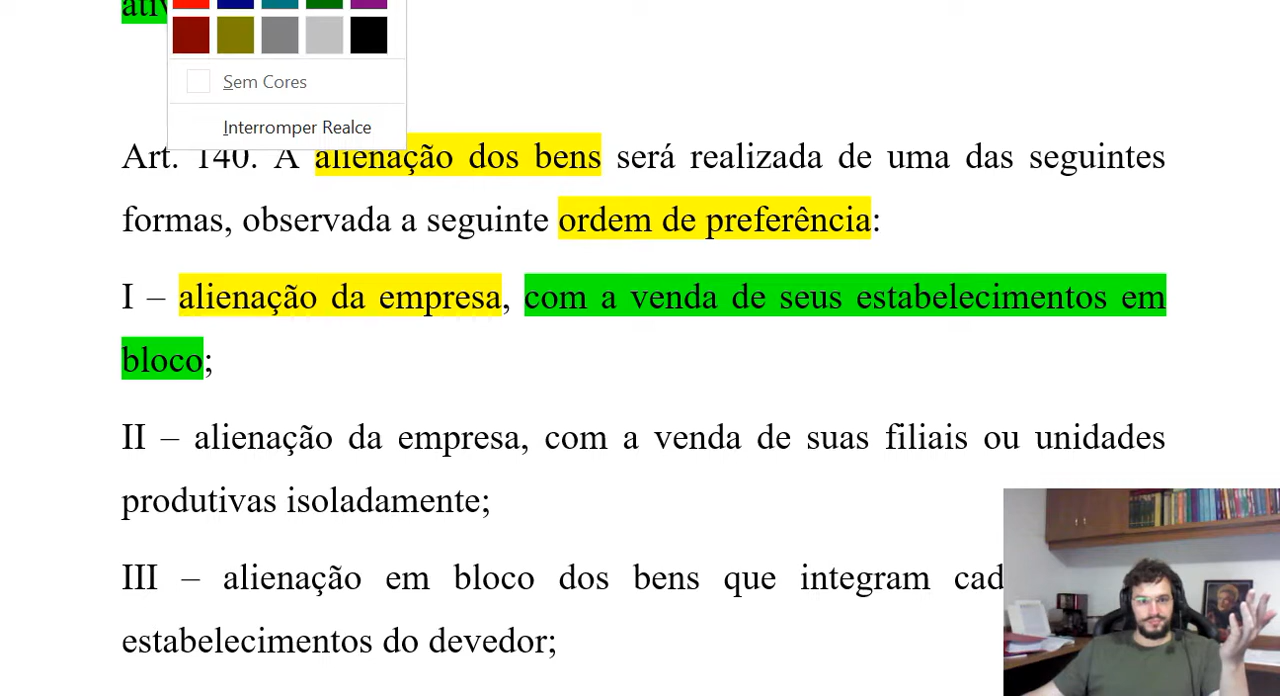 ativ
Sem Cores
Interromper Realce
Art. 140. A alienação dos bens será realizada de uma das seguintes
formas, observada a seguinte ordem de preferência:
I – alienação da empresa, com a venda de seus estabelecimentos em
bloco;
II – alienação da empresa, com a venda de suas filiais ou unidades
produtivas isoladamente;
III – alienação em bloco dos bens que integram cad
estabelecimentos do devedor;